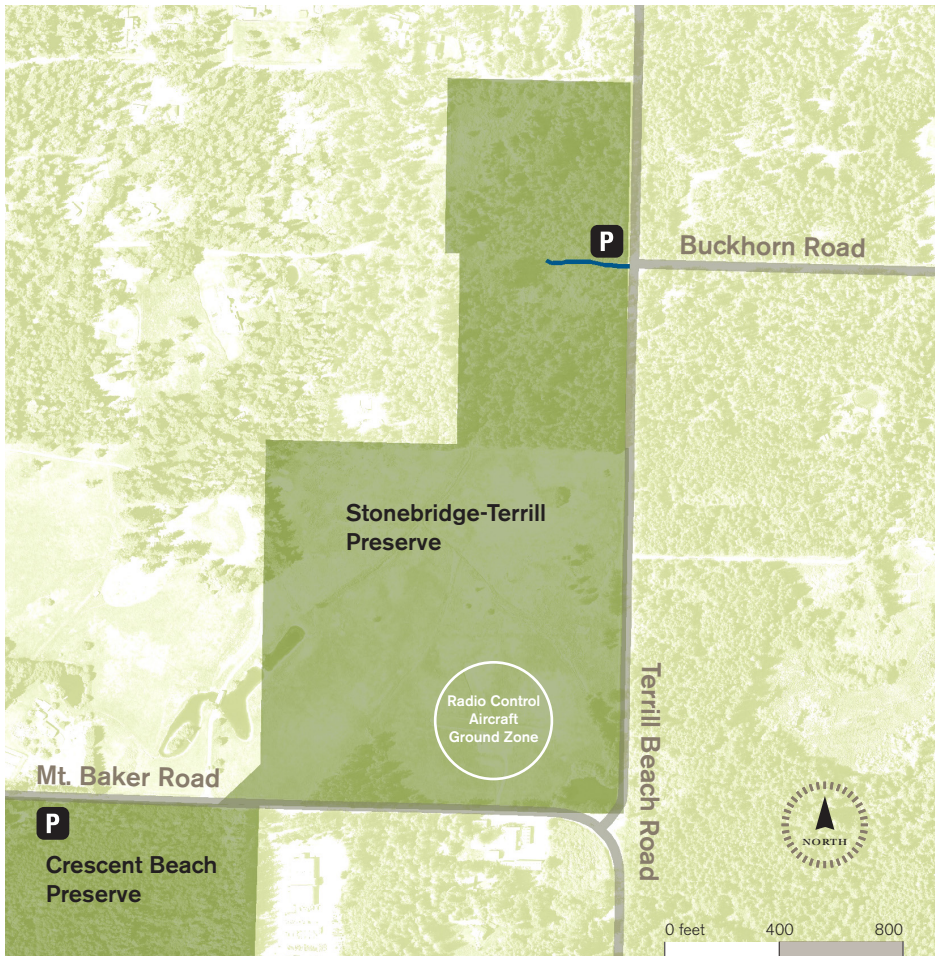 P
Buckhorn Road
Stonebridge-Terrill
Preserve
Radio Control
Aircraft
Ground Zone
Terrill Beach Road
Mt. Baker Road
P
Crescent Beach
Preserve
NORTH
0 feet 400 800